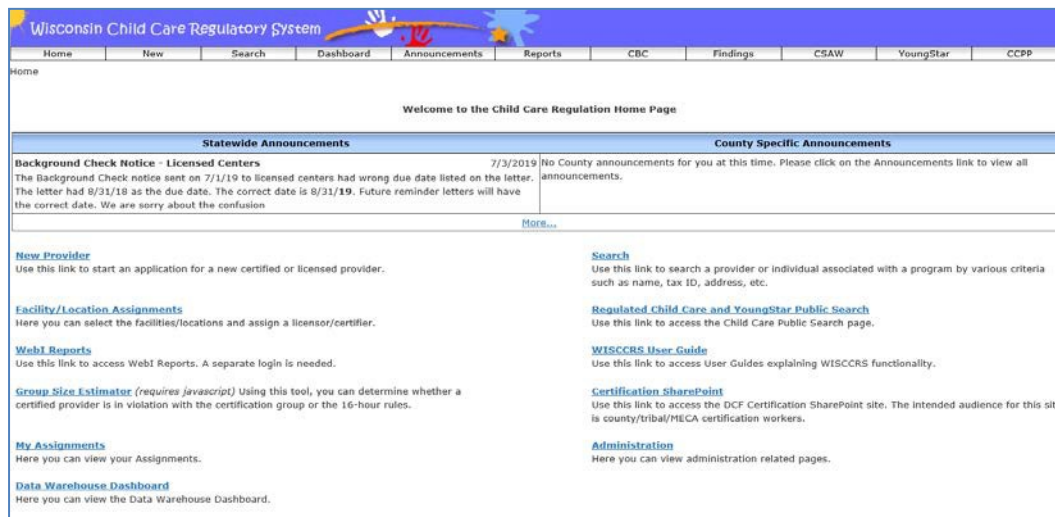 Wisconsin Child Care Regulatory System
Home New Search Dashboard Announcements Reports CBC Findings CSAW YoungStar CCPP
Home
Welcome to the Child Care Regulation Home Page
Statewide Announcements
Background Check Notice - Licensed Centers 7/3/2019
The Background Check notice sent on 7/1/19 to licensed centers had wrong due date listed on the letter.
The letter had 8/31/18 as the due date. The correct date is 8/31/19. Future reminder letters will have
the correct date. We are sorry about the confusion
County Specific Announcements
No County announcements for you at this time. Please click on the Announcements link to view all
announcements.
More...
New Provider
Use this link to start an application for a new certified or licensed provider.
Facility/Location Assignments
Here you can select the facilities/locations and assign a licensor/certifier.
WebI Reports
Use this link to access WebI Reports. A separate login is needed.
Group Size Estimator (requires javascript) Using this tool, you can determine whether a
certified provider is in violation with the certification group or the 16-hour rules.
My Assignments
Here you can view your Assignments.
Data Warehouse Dashboard
Here you can view the Data Warehouse Dashboard.
Search
Use this link to search a provider or individual associated with a program by various criteria
such as name, tax ID, address, etc.
Regulated Child Care and YoungStar Public Search
Use this link to access the Child Care Public Search page.
WISCCRS User Guide
Use this link to access User Guides explaining WISCCRS functionality.
Certification SharePoint
Use this link to access the DCF Certification SharePoint site. The intended audience for this sit
is county/tribal/MECA certification workers.
Administration
Here you can view administration related pages.